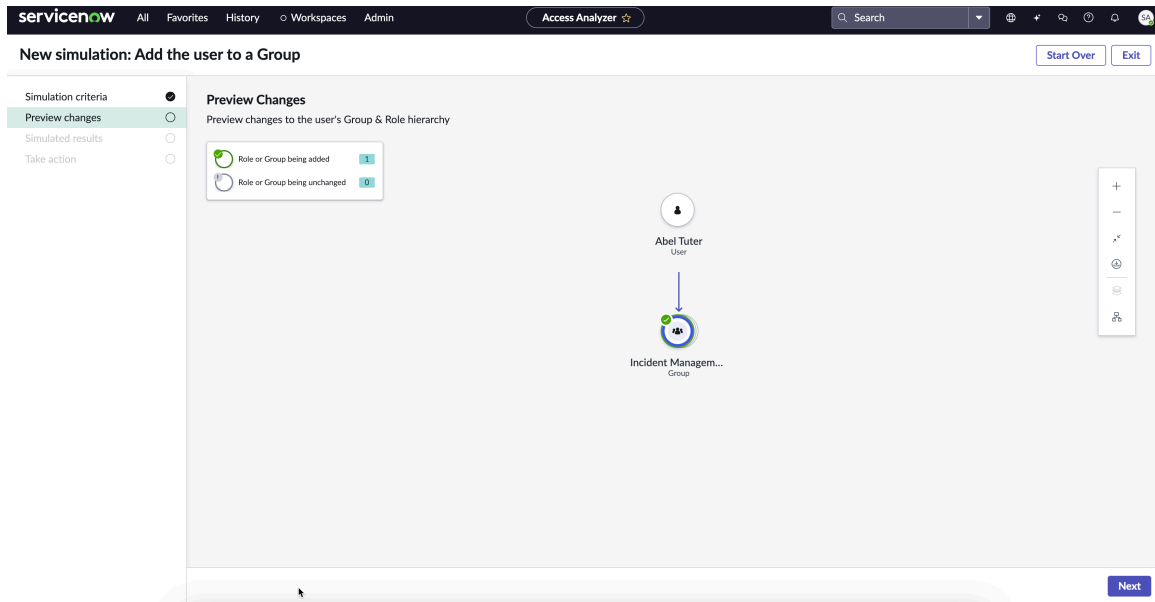 servicenow All Favorites History Workspaces Admin Access Analyzer Search SA
New simulation: Add the user to a Group Start Over Exit
Simulation criteria
Preview changes
Simulated results
Take action
Preview Changes
Preview changes to the user's Group & Role hierarchy
Role or Group being added 1
Role or Group being unchanged 0
Abel Tuter
User
Incident Managem...
Group
Next